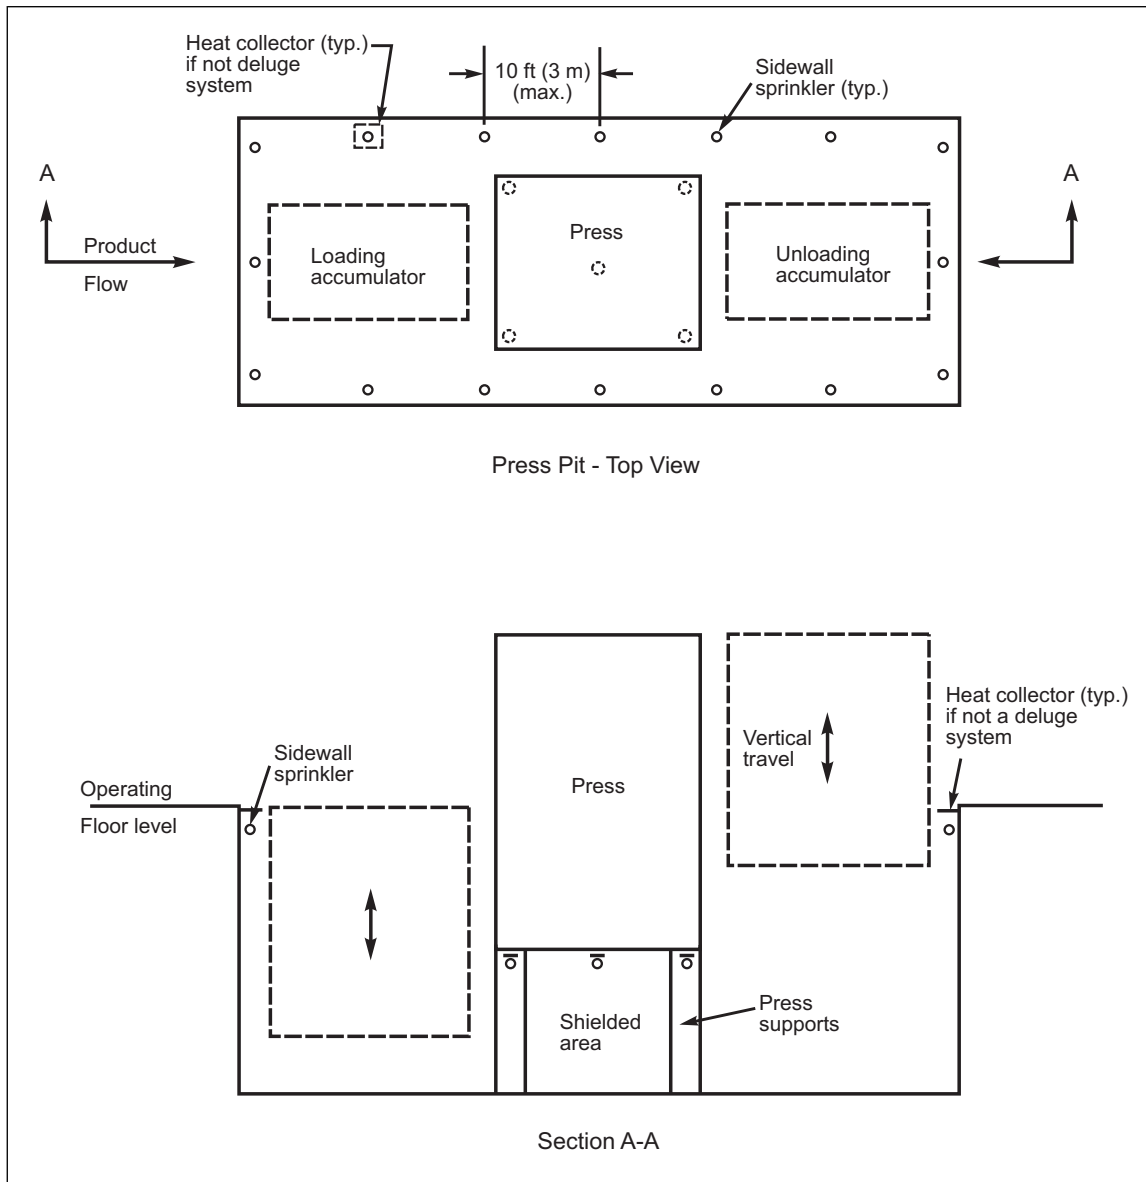 Heat collector (typ.)
if not deluge
system
10 ft (3 m)
(max.)
Sidewall
sprinkler (typ.)
A
A
Product
Flow
Loading
accumulator
Press
Unloading
accumulator
Press Pit - Top View
Heat collector (typ.)
if not a deluge
system
Sidewall
sprinkler
Vertical
travel
Operating
Floor level
Press
Shielded
area
Press
supports
Section A-A